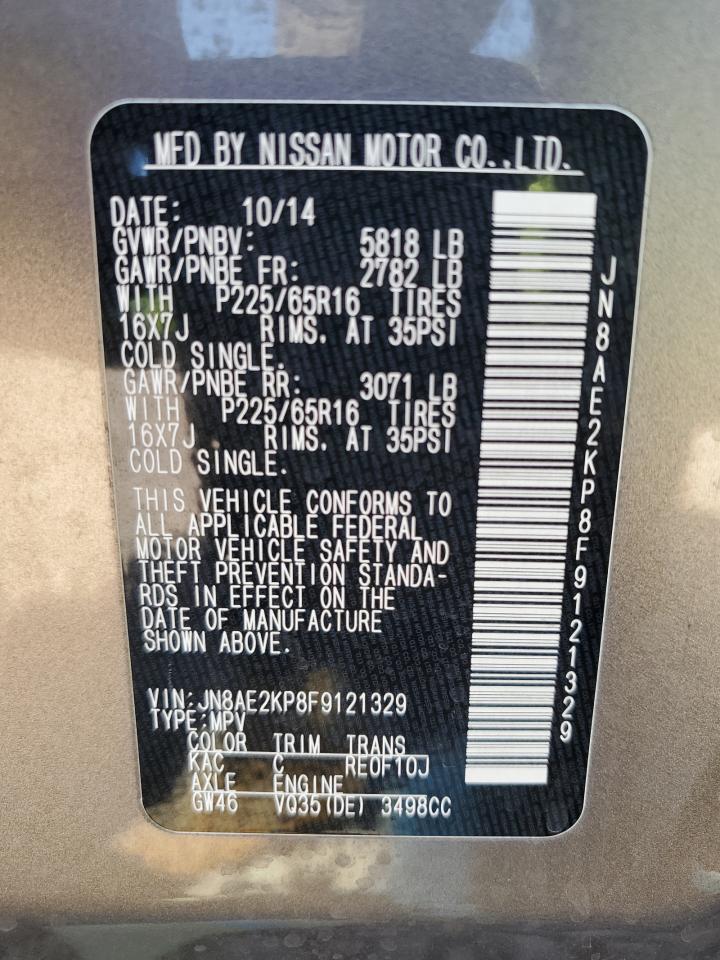 MFD BY NISSAN MOTOR CO.,LTD.
DATE: 10/14
GVWR/PNBV: 5818 LB
GAWR/PNBE FR: 2782 LB
WITH P225/65R16 TIRES
16X7J RIMS. AT 35PSI
COLD SINGLE.
GAWR/PNBE RR: 3071 LB
WITH P225/65R16 TIRES
16X7J RIMS. AT 35PSI
COLD SINGLE.
THIS VEHICLE CONFORMS TO
ALL APPLICABLE FEDERAL
MOTOR VEHICLE SAFETY AND
THEFT PREVENTION STANDA-
RDS IN EFFECT ON THE
DATE OF MANUFACTURE
SHOWN ABOVE.
VIN:JN8AE2KP8F9121329
TYPE:MPV
COLOR TRIM TRANS
KAC C RE0F10J
AXLE ENGINE
GW46 VQ35(DE) 3498CC
JN8AE2KP8F9121329